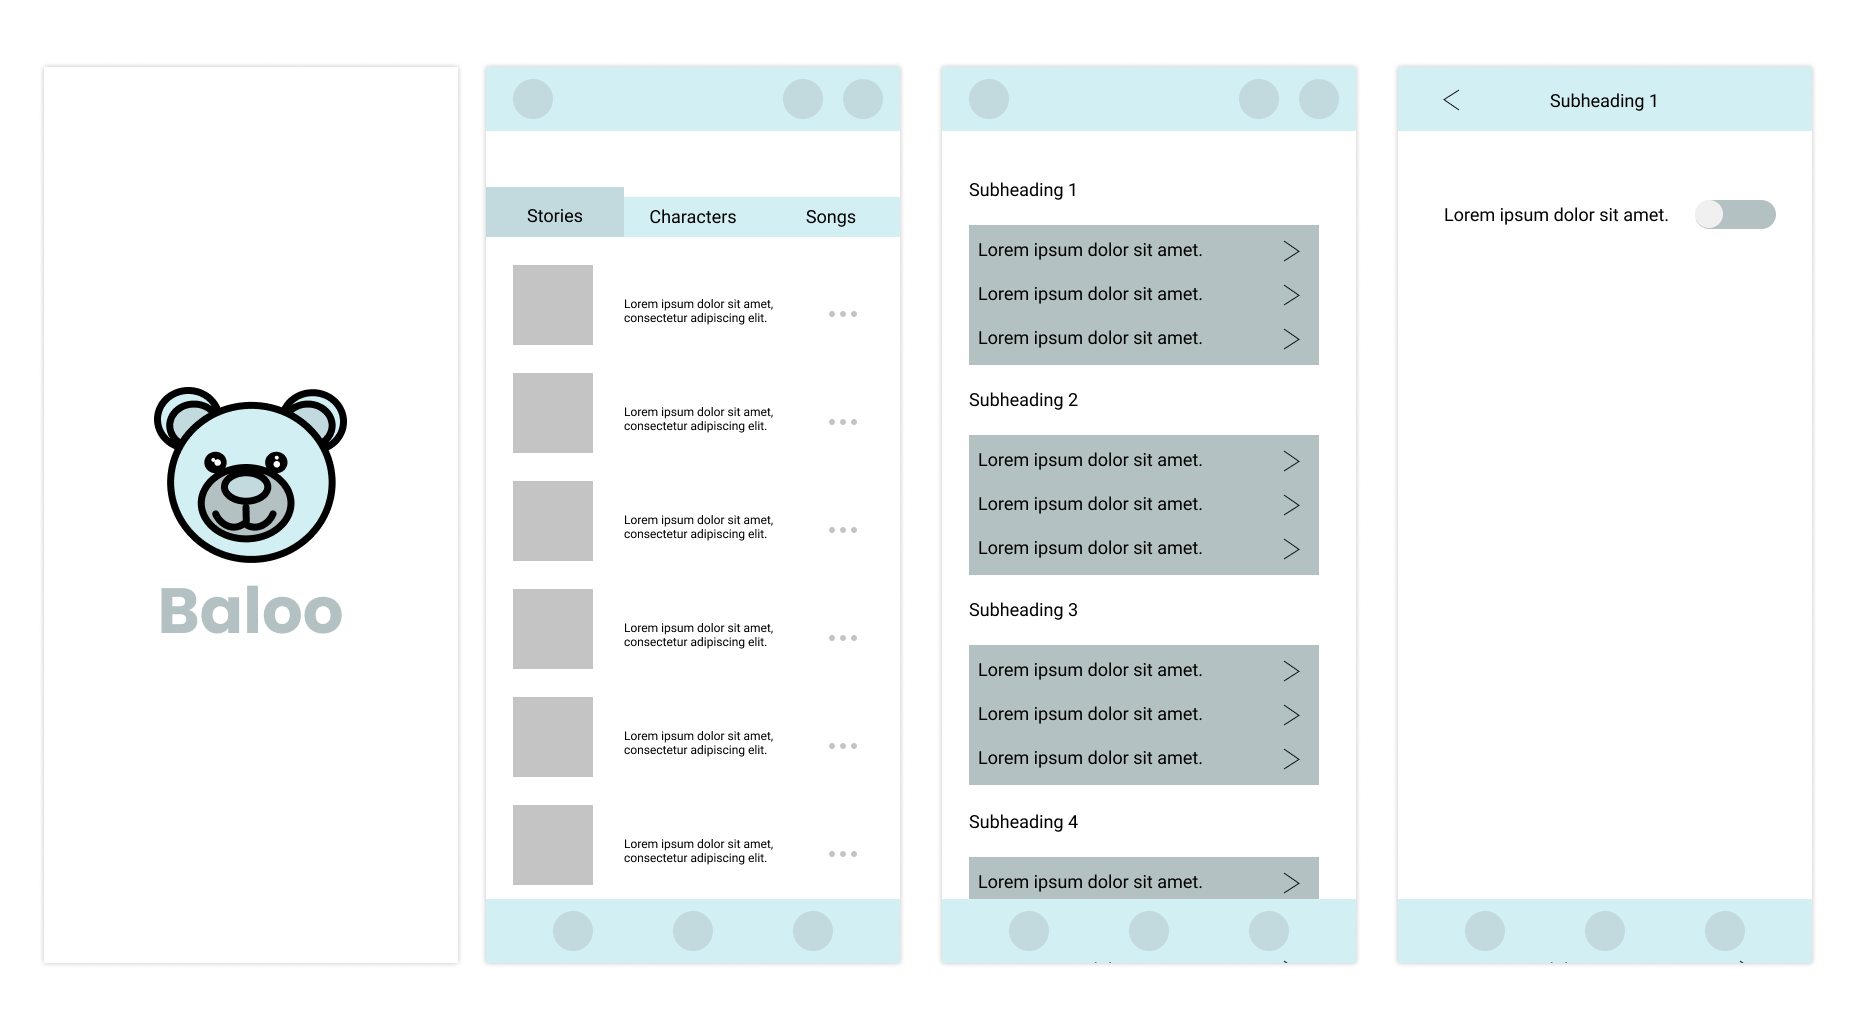 Baloo
Stories
Characters
Songs
Lorem ipsum dolor sit amet,
consectetur adipiscing elit.
Lorem ipsum dolor sit amet,
consectetur adipiscing elit.
Lorem ipsum dolor sit amet,
consectetur adipiscing elit.
Lorem ipsum dolor sit amet,
consectetur adipiscing elit.
Lorem ipsum dolor sit amet,
consectetur adipiscing elit.
Lorem ipsum dolor sit amet,
consectetur adipiscing elit.
Subheading 1
Lorem ipsum dolor sit amet.
Lorem ipsum dolor sit amet.
Lorem ipsum dolor sit amet.
Subheading 2
Lorem ipsum dolor sit amet.
Lorem ipsum dolor sit amet.
Lorem ipsum dolor sit amet.
Subheading 3
Lorem ipsum dolor sit amet.
Lorem ipsum dolor sit amet.
Lorem ipsum dolor sit amet.
Subheading 4
Lorem ipsum dolor sit amet.
Subheading 1
Lorem ipsum dolor sit amet.